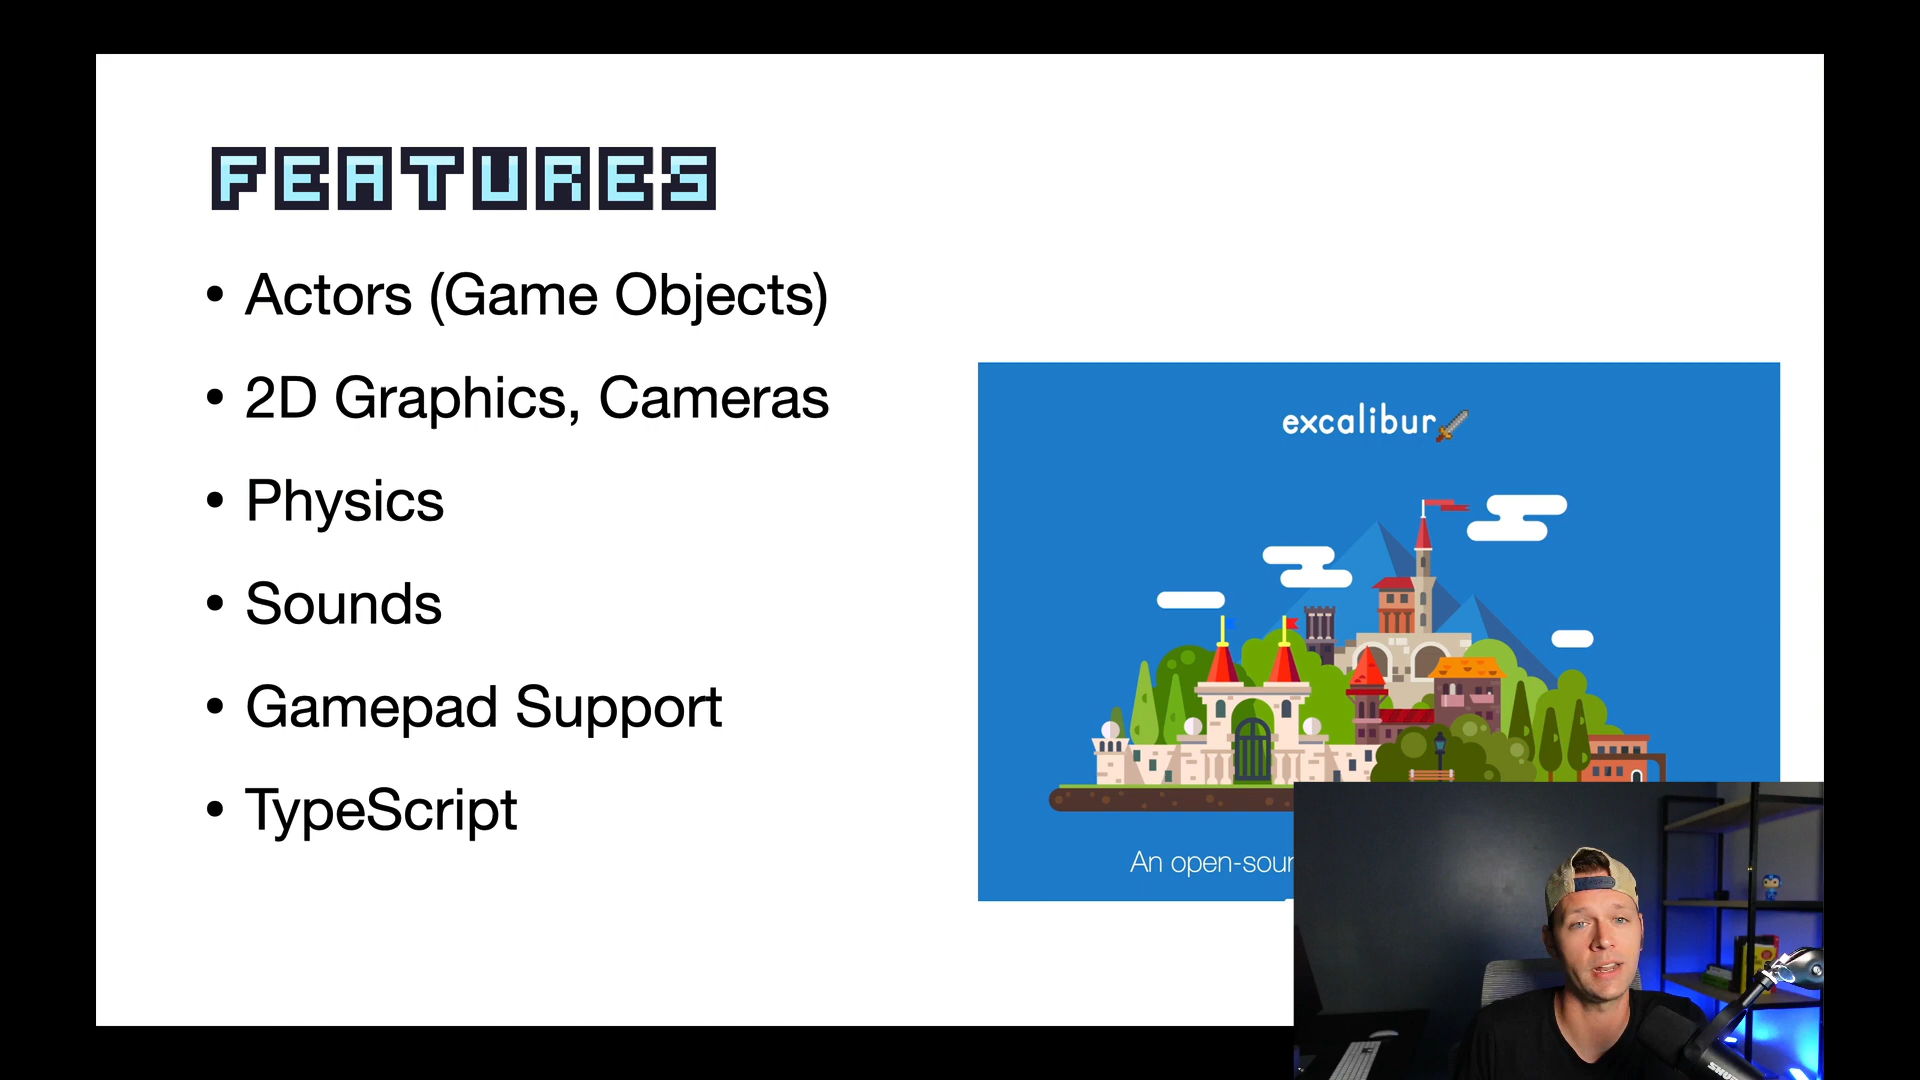 FEATURES
• Actors (Game Objects)
• 2D Graphics, Cameras
• Physics
• Sounds
• Gamepad Support
• TypeScript
excalibur
An open-sour